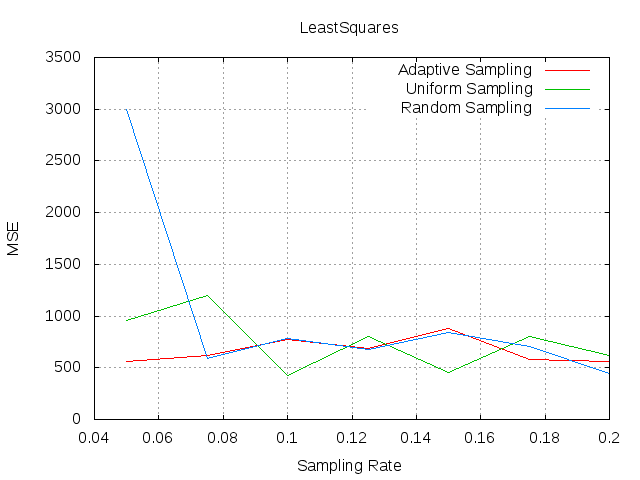 LeastSquares
3500
3000
2500
2000
1500
1000
500
0
MSE
Adaptive Sampling
Uniform Sampling
Random Sampling
0.04 0.06 0.08 0.1 0.12 0.14 0.16 0.18 0.2
Sampling Rate